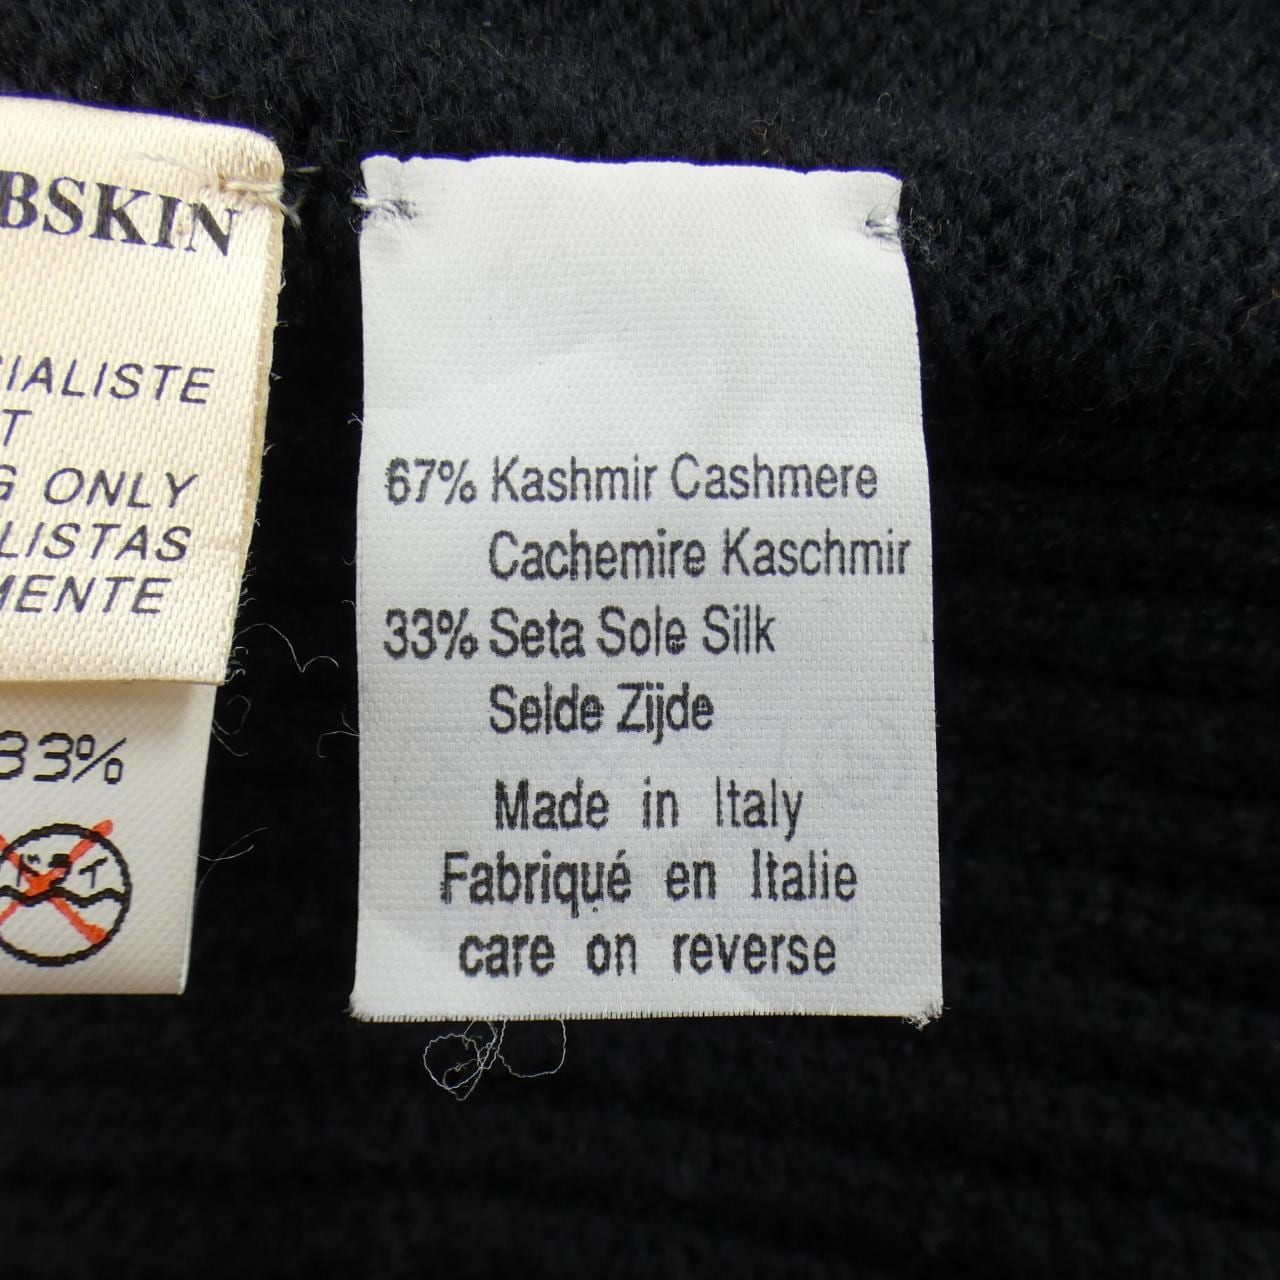 BSKIN
IALISTE
T
G ONLY
LISTAS
MENTE
33%
67% Kashmir Cashmere
Cachemire Kaschmir
33% Seta Sole Silk
Selde Zijde
Made in Italy
Fabriqué en Italie
care on reverse